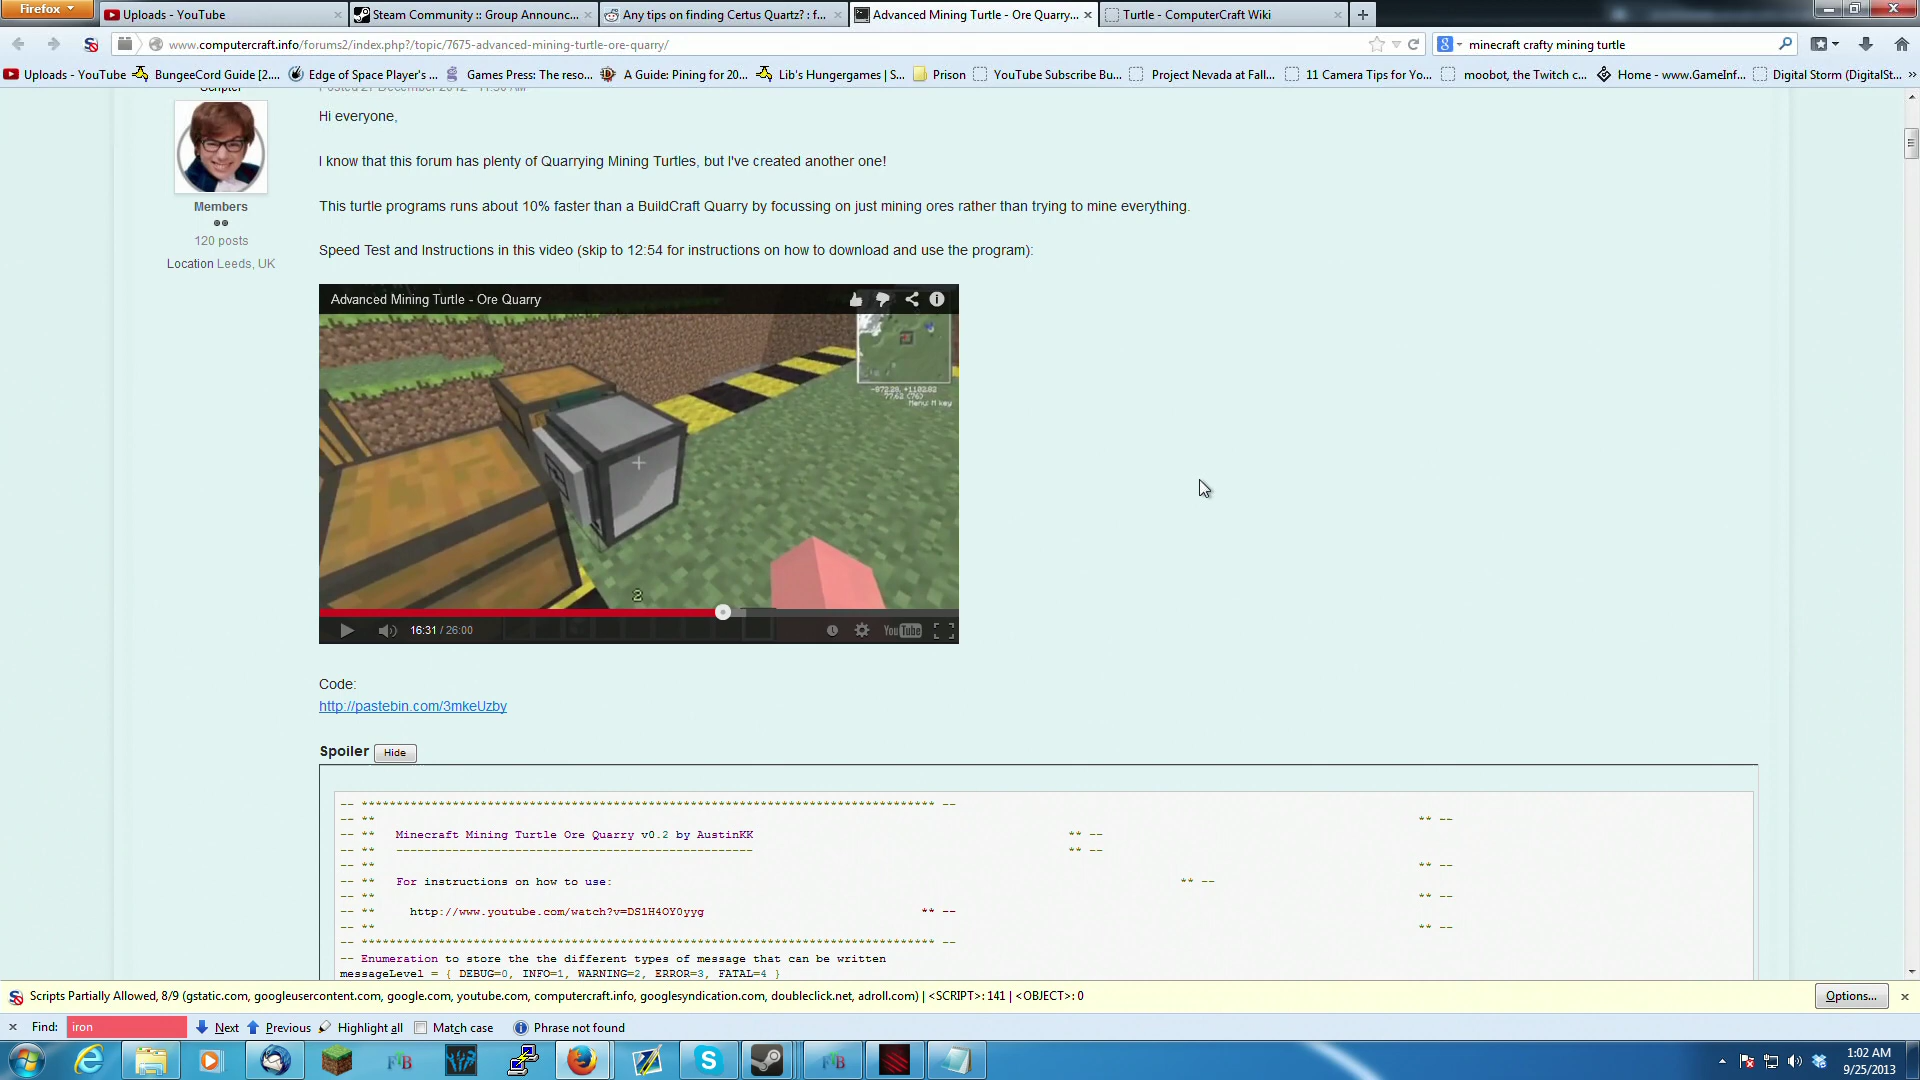 Firefox
Uploads - YouTube
Steam Community :: Group Announc...
Any tips on finding Certus Quartz? : f...
Advanced Mining Turtle - Ore Quarry...
Turtle - ComputerCraft Wiki
www.computercraft.info/forums2/index.php?/topic/7675-advanced-mining-turtle-ore-quarry/
minecraft crafty mining turtle
Uploads - YouTube
BungeeCord Guide [2....
Edge of Space Player's ...
Games Press: The reso...
A Guide: Pining for 20...
Lib's Hungergames | S...
Prison
YouTube Subscribe Bu...
Project Nevada at Fall...
11 Camera Tips for Yo...
moobot, the Twitch c...
Home - www.GameInf...
Digital Storm (DigitalSt...
Scripter
Posted 21 December 2012 - 11:50 AM
Hi everyone,
I know that this forum has plenty of Quarrying Mining Turtles, but I've created another one!
Members
This turtle programs runs about 10% faster than a BuildCraft Quarry by focussing on just mining ores rather than trying to mine everything.
120 posts
Speed Test and Instructions in this video (skip to 12:54 for instructions on how to download and use the program):
Location Leeds, UK
Advanced Mining Turtle - Ore Quarry
Menu: M key
2
16:31 / 26:00
YouTube
Code:
http://pastebin.com/3mkeUzby
Spoiler Hide
-- ********************************************************************************** --
-- ** ** --
-- ** Minecraft Mining Turtle Ore Quarry v0.2 by AustinKK ** --
-- ** --------------------------------------------------- ** --
-- ** ** --
-- ** For instructions on how to use: ** --
-- ** ** --
-- ** http://www.youtube.com/watch?v=DS1H4OY0yyg ** --
-- ** ** --
-- ********************************************************************************** --
-- Enumeration to store the the different types of message that can be written
messageLevel = { DEBUG=0, INFO=1, WARNING=2, ERROR=3, FATAL=4 }
Scripts Partially Allowed, 8/9 (gstatic.com, googleusercontent.com, google.com, youtube.com, computercraft.info, googlesyndication.com, doubleclick.net, adroll.com) | <SCRIPT>: 141 | <OBJECT>: 0
Options...
Find: iron Next Previous Highlight all Match case Phrase not found
1:02 AM
9/25/2013